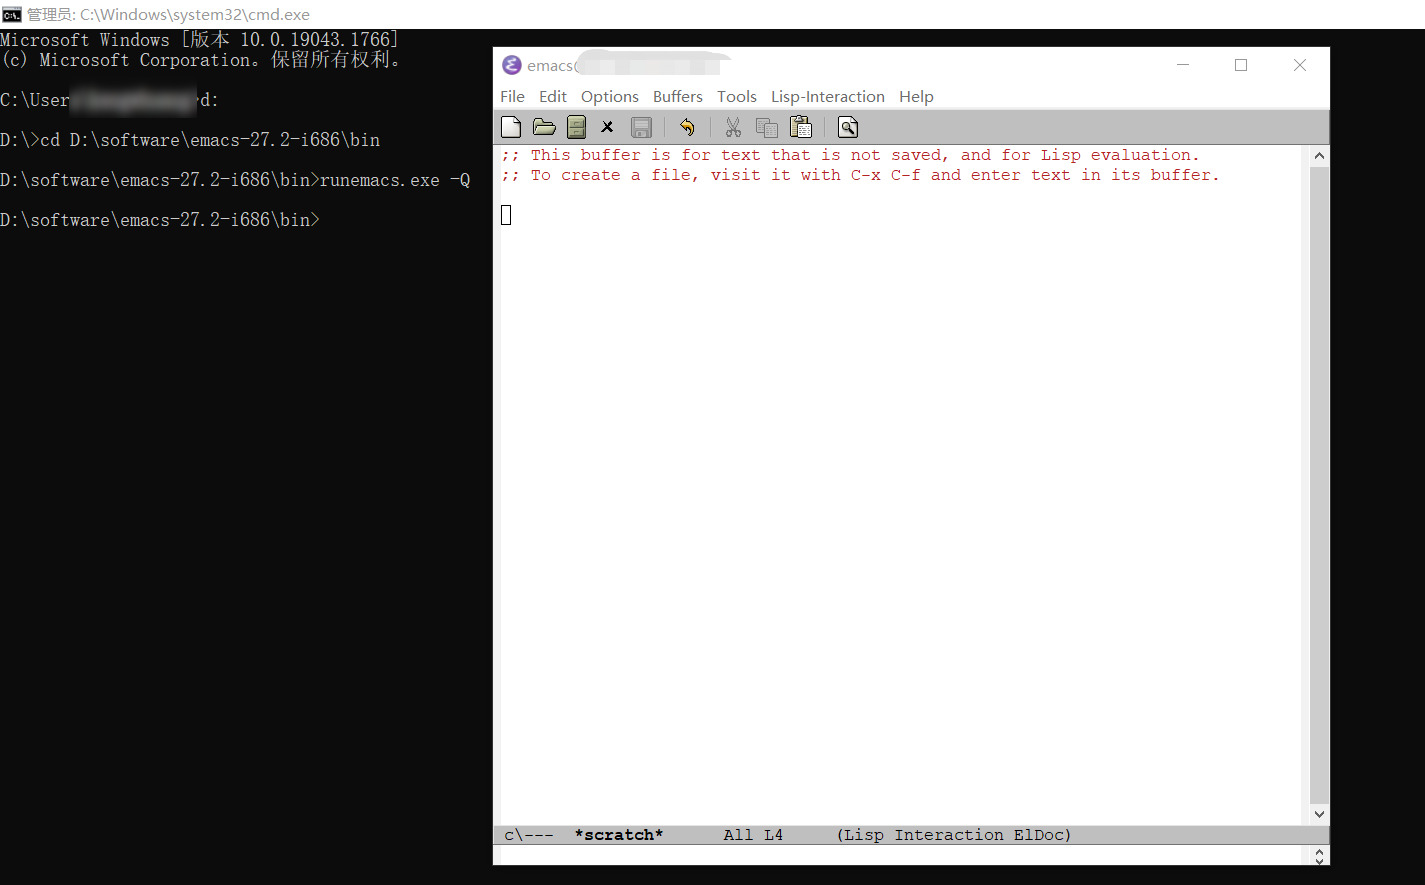 管理员: C:\Windows\system32\cmd.exe
Microsoft Windows [版本 10.0.19043.1766]
(c) Microsoft Corporation。保留所有权利。
C:\User d:
D:\>cd D:\software\emacs-27.2-i686\bin
D:\software\emacs-27.2-i686\bin>runemacs.exe -Q
D:\software\emacs-27.2-i686\bin>
emacs
File Edit Options Buffers Tools Lisp-Interaction Help
;; This buffer is for text that is not saved, and for Lisp evaluation.
;; To create a file, visit it with C-x C-f and enter text in its buffer.
c\--- *scratch* All L4 (Lisp Interaction ElDoc)